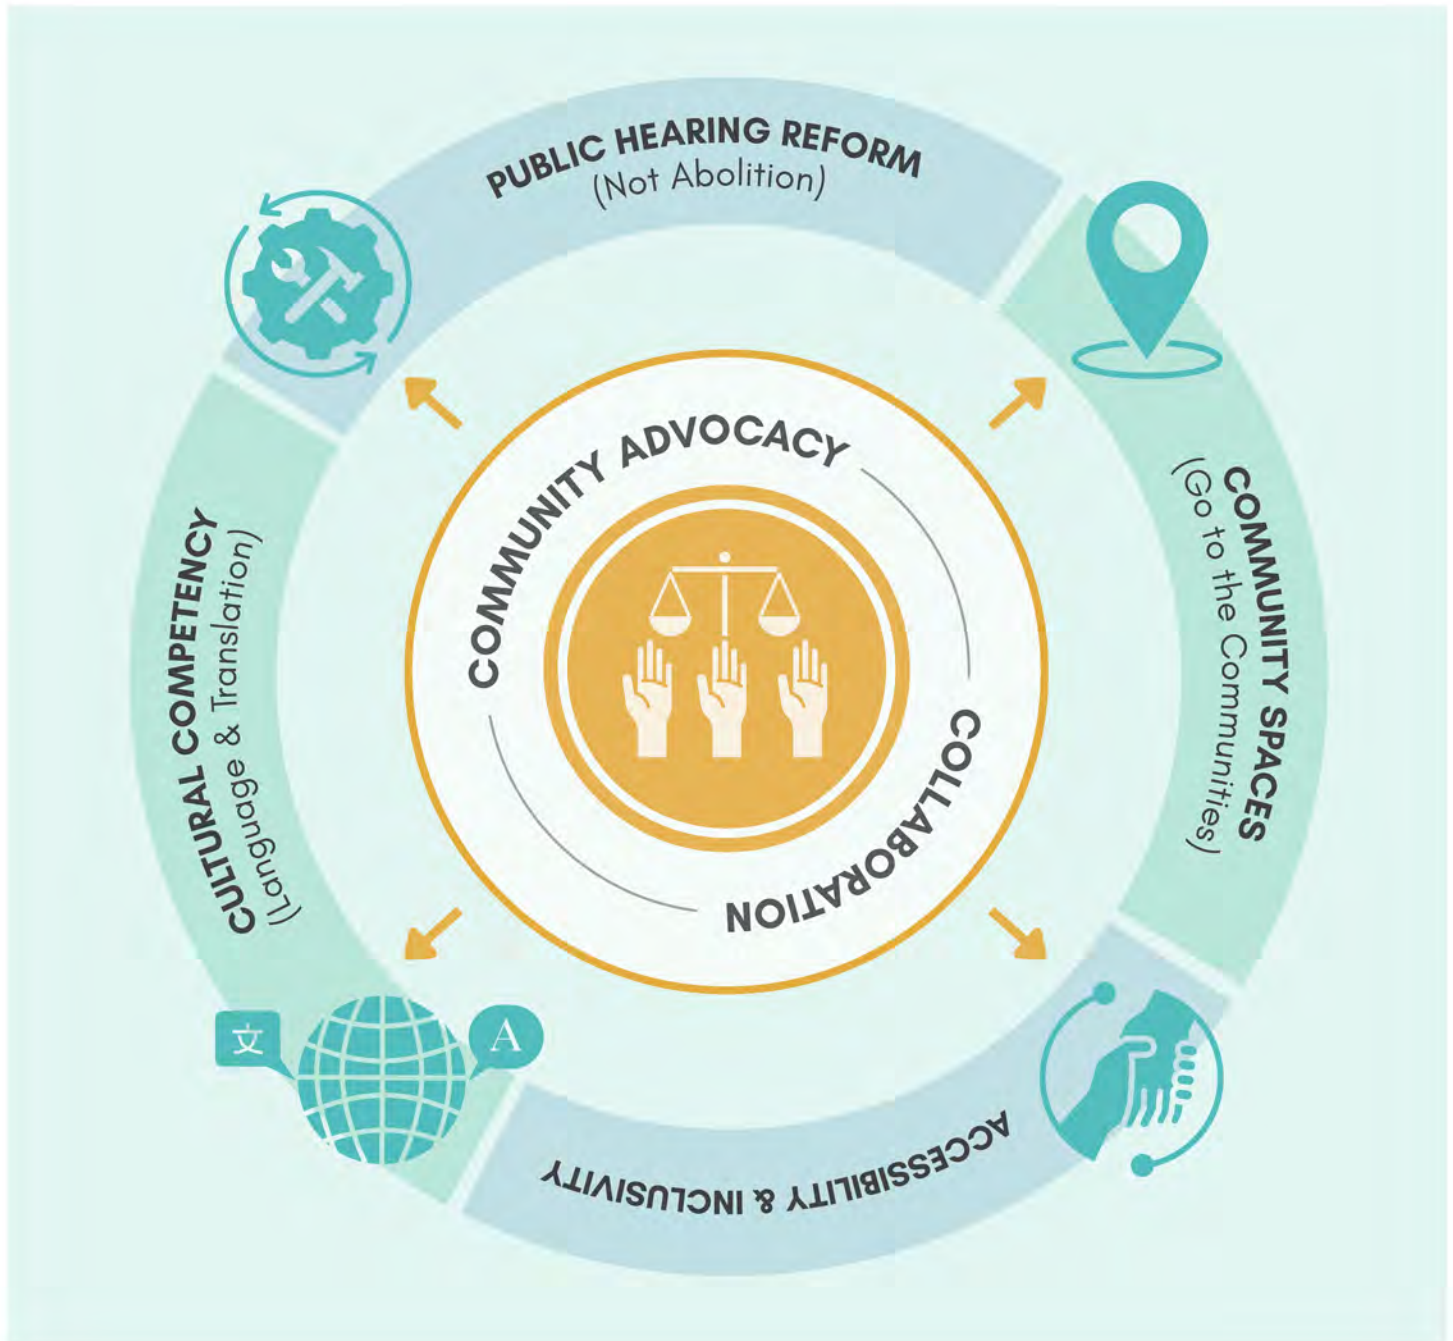 PUBLIC HEARING REFORM
(Not Abolition)
COMMUNITY SPACES
(Go to the Communities)
ACCESSIBILITY & INCLUSIVITY
CULTURAL COMPETENCY
(Language & Translation)
文
A
COMMUNITY ADVOCACY
COLLABORATION